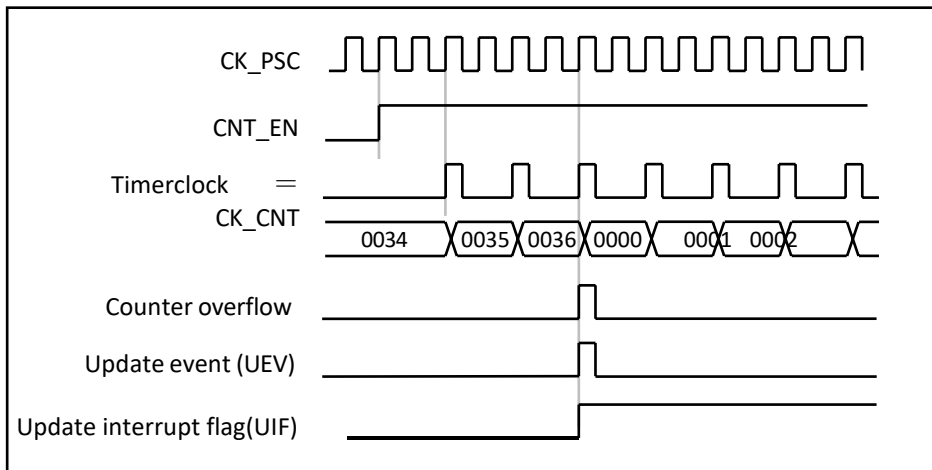 CK_PSC
CNT_EN
Timerclock =
CK_CNT
0034 0035 0036 0000 0001 0002
Counter overflow
Update event (UEV)
Update interrupt flag(UIF)